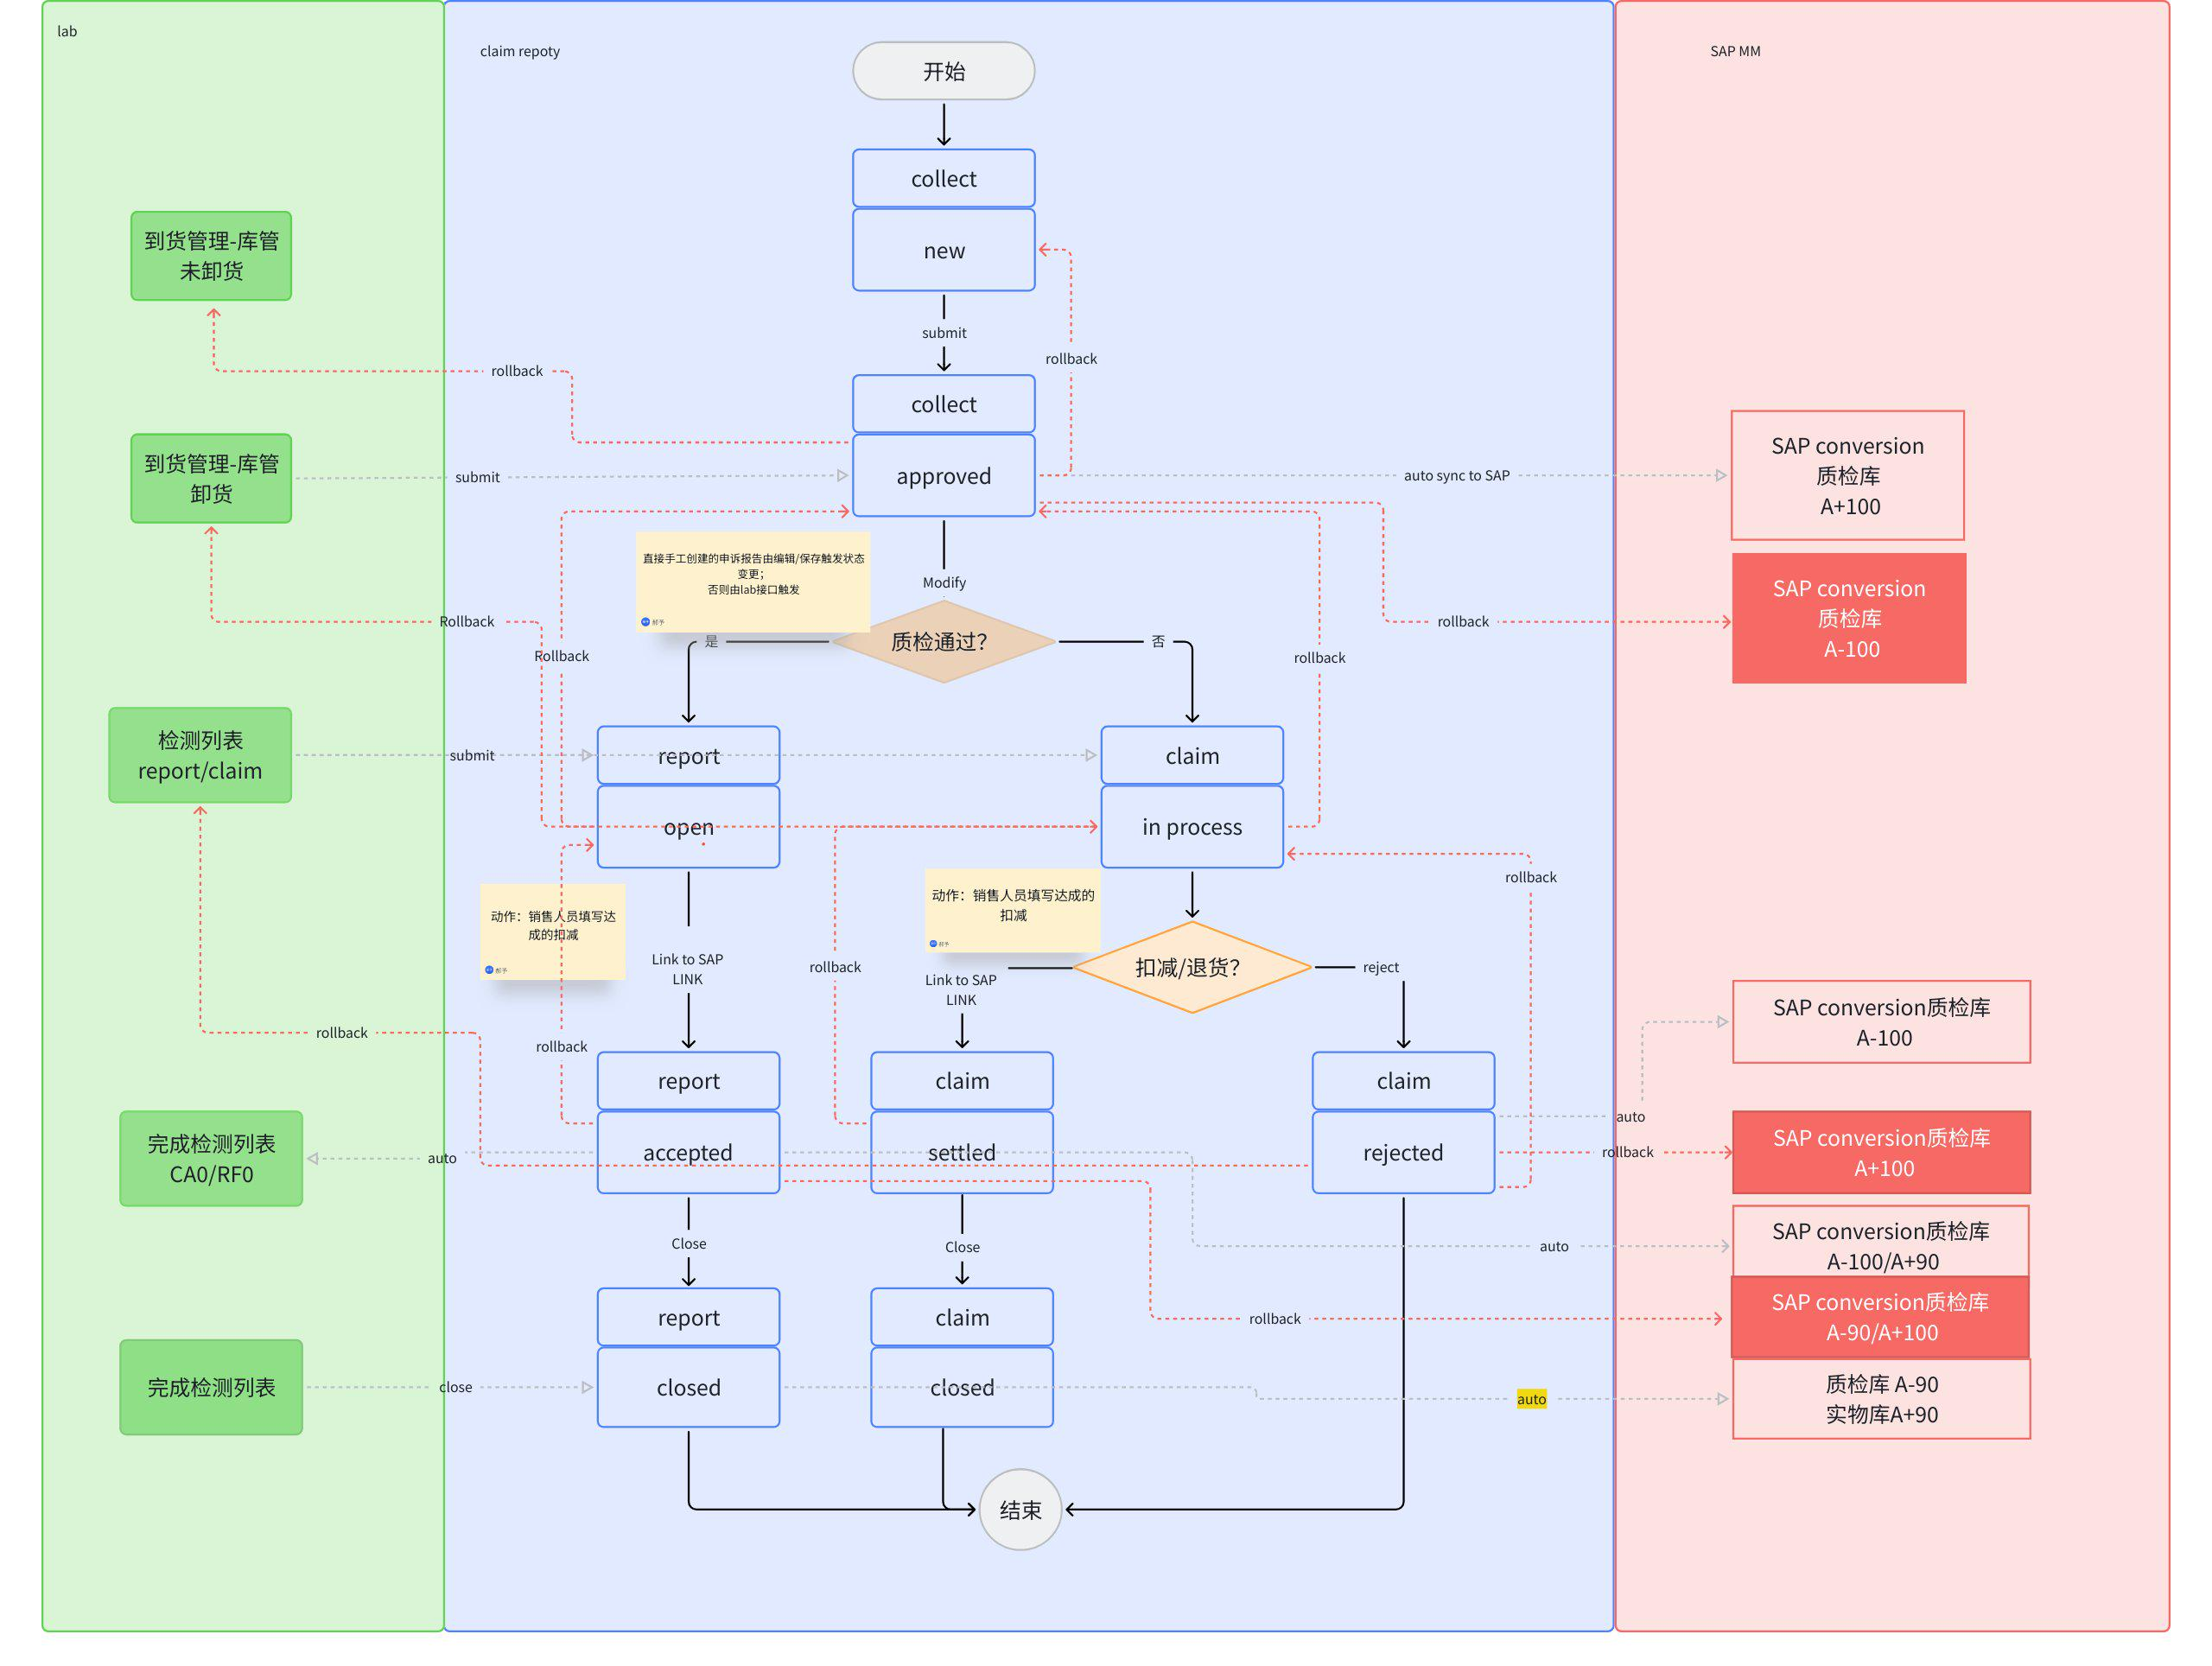 lab
claim repoty
SAP MM
开始
collect
new
到货管理-库管
未卸货
submit
rollback
rollback
collect
approved
到货管理-库管
卸货
submit
auto sync to SAP
SAP conversion
质检库
A+100
直接手工创建的申诉报告由编辑/保存触发状态
变更；
否则由lab接口触发
郝予
Modify
SAP conversion
质检库
A-100
Rollback
rollback
质检通过？
是
否
Rollback
rollback
检测列表
report/claim
submit
report
open
claim
in process
rollback
动作：销售人员填写达
成的扣减
郝予
动作：销售人员填写达成的
扣减
郝予
Link to SAP
LINK
rollback
Link to SAP
LINK
扣减/退货？
reject
SAP conversion质检库
A-100
rollback
rollback
report
accepted
claim
settled
claim
rejected
auto
完成检测列表
CA0/RF0
auto
rollback
SAP conversion质检库
A+100
Close
Close
auto
SAP conversion质检库
A-100/A+90
report
closed
claim
closed
rollback
SAP conversion质检库
A-90/A+100
完成检测列表
close
auto
质检库 A-90
实物库A+90
结束